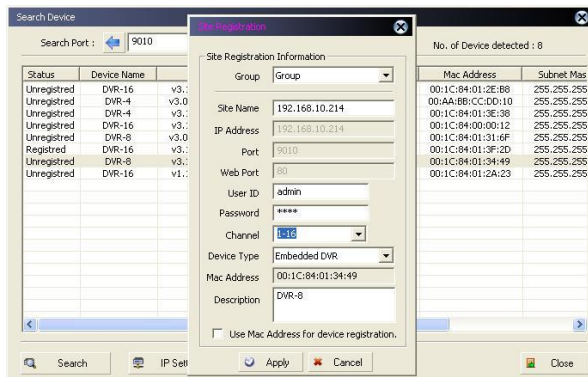 Search Device
Search Port : 9010
No. of Device detected : 8
Status Device Name Mac Address Subnet Mas
Unregistred DVR-16 v3. 00:1C:84:01:2E:B8 255.255.255
Unregistred DVR-4 v3.0 00:AA:BB:CC:DD:10 255.255.255
Unregistred DVR-4 v3. 00:1C:84:01:3E:38 255.255.255
Unregistred DVR-16 v3. 00:1C:84:00:00:12 255.255.255
Unregistred DVR-8 v3.0 00:1C:84:01:31:6F 255.255.255
Registred DVR-16 v3. 00:1C:84:01:3F:2D 255.255.255
Unregistred DVR-8 v3. 00:1C:84:01:34:49 255.255.255
Unregistred DVR-16 v1. 00:1C:84:01:2A:23 255.255.255
Search
IP Sett
Close
Site Registration
Site Registration Information
Group Group
Site Name 192.168.10.214
IP Address 192.168.10.214
Port 9010
Web Port 80
User ID admin
Password ****
Channel 1-16
Device Type Embedded DVR
Mac Address 00:1C:84:01:34:49
Description DVR-8
Use Mac Address for device registration.
Apply Cancel